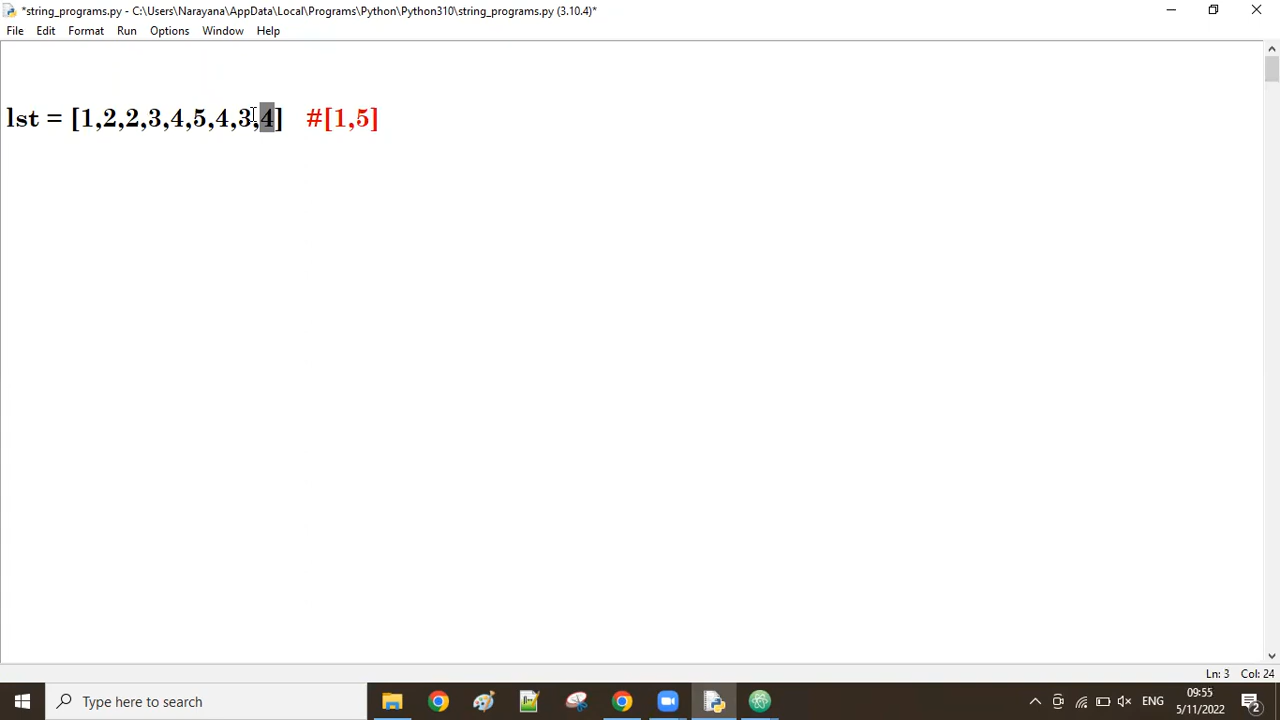 *string_programs.py - C:\Users\Narayana\AppData\Local\Programs\Python\Python310\string_programs.py (3.10.4)*
File Edit Format Run Options Window Help
lst = [1,2,2,3,4,5,4,3,4] #[1,5]
Ln: 3 Col: 24
Type here to search
ENG
09:55
5/11/2022
2